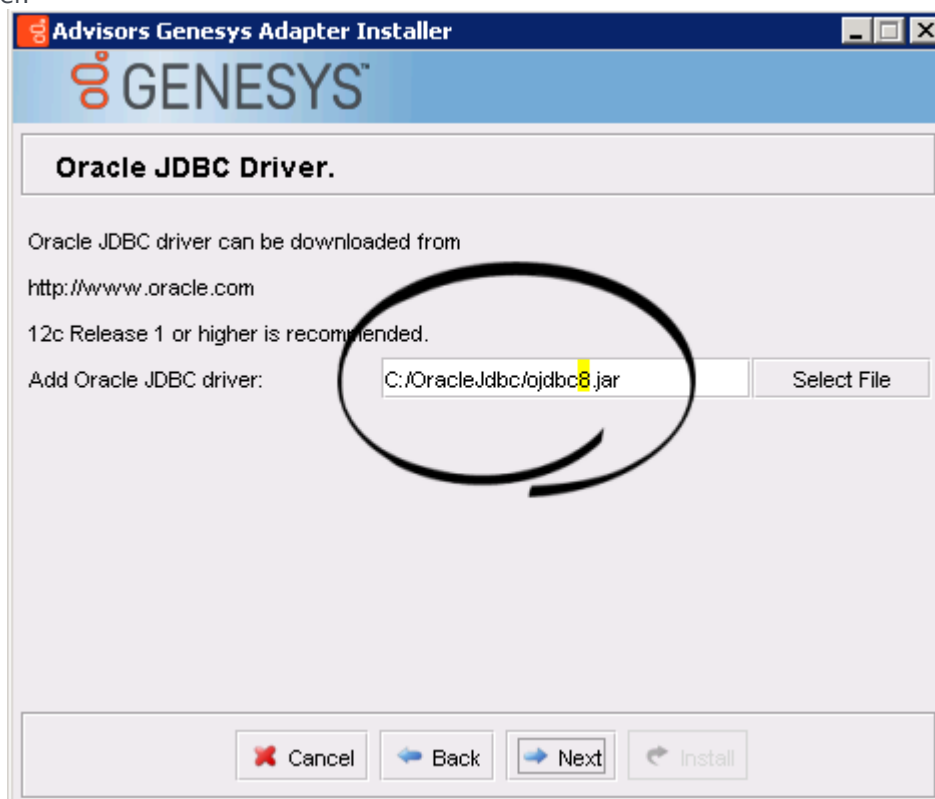 en
Advisors Genesys Adapter Installer
GENESYS™
Oracle JDBC Driver.
Oracle JDBC driver can be downloaded from
http://www.oracle.com
12c Release 1 or higher is recommended.
Add Oracle JDBC driver: C:/OracleJdbc/ojdbc8.jar Select File
Cancel Back Next Install